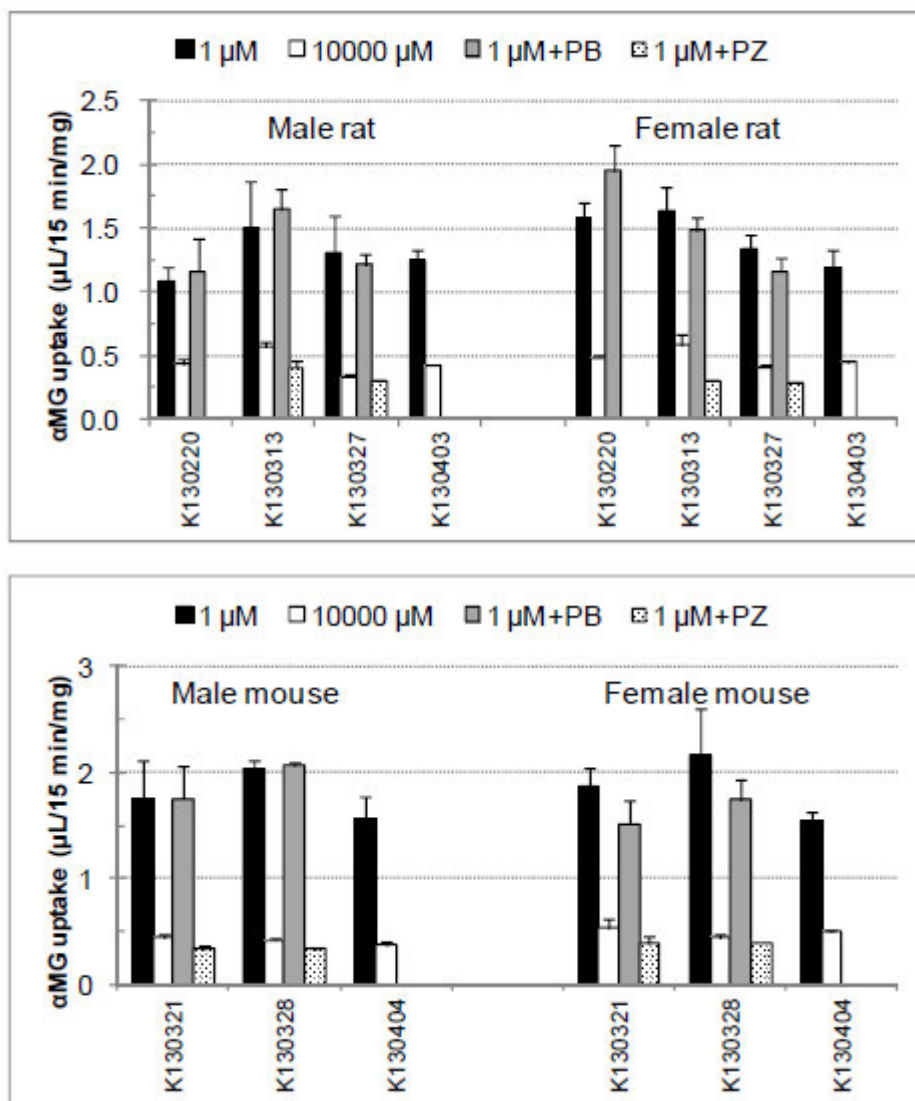 1 µM 10000 µM 1 µM+PB 1 µM+PZ
αMG uptake (µL/15 min/mg)
2.5
2.0
1.5
1.0
0.5
0.0
Male rat Female rat
K130220 K130313 K130327 K130403 K130220 K130313 K130327 K130403
1 µM 10000 µM 1 µM+PB 1 µM+PZ
αMG uptake (µL/15 min/mg)
3
2
1
0
Male mouse Female mouse
K130321 K130328 K130404 K130321 K130328 K130404